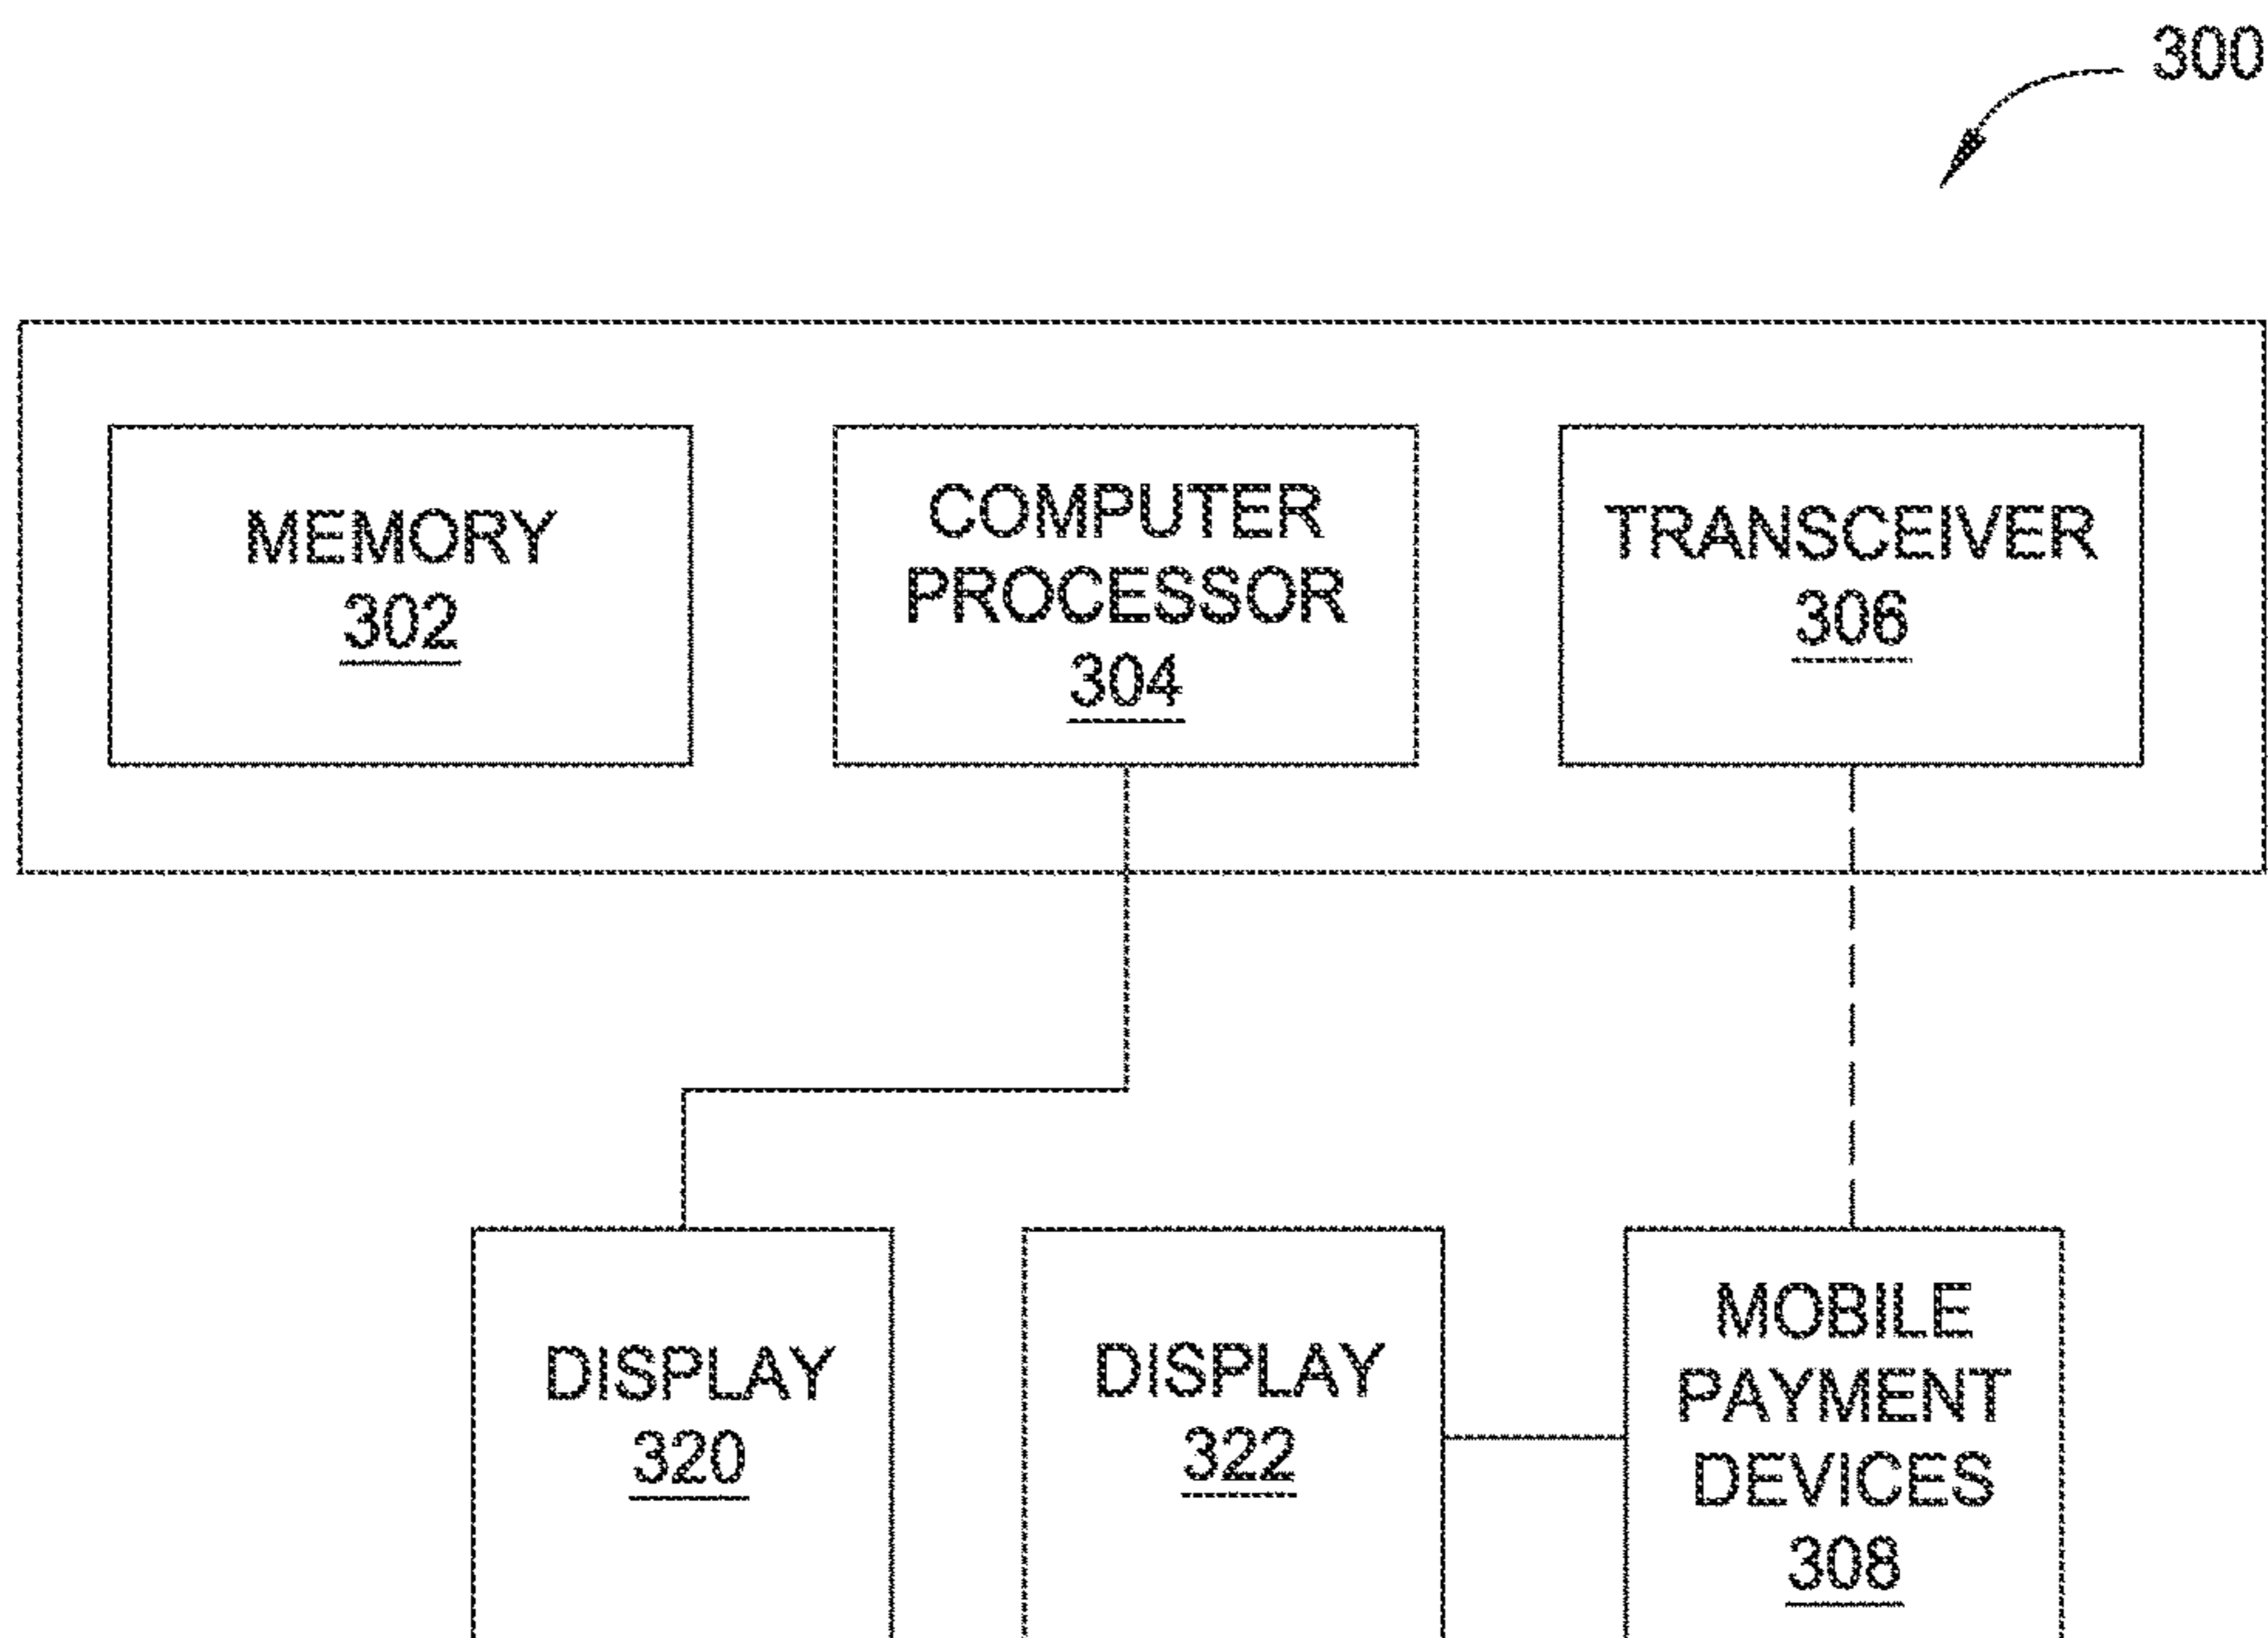 300
MEMORY
302
COMPUTER
PROCESSOR
304
TRANSCEIVER
306
DISPLAY
320
DISPLAY
322
MOBILE
PAYMENT
DEVICES
308